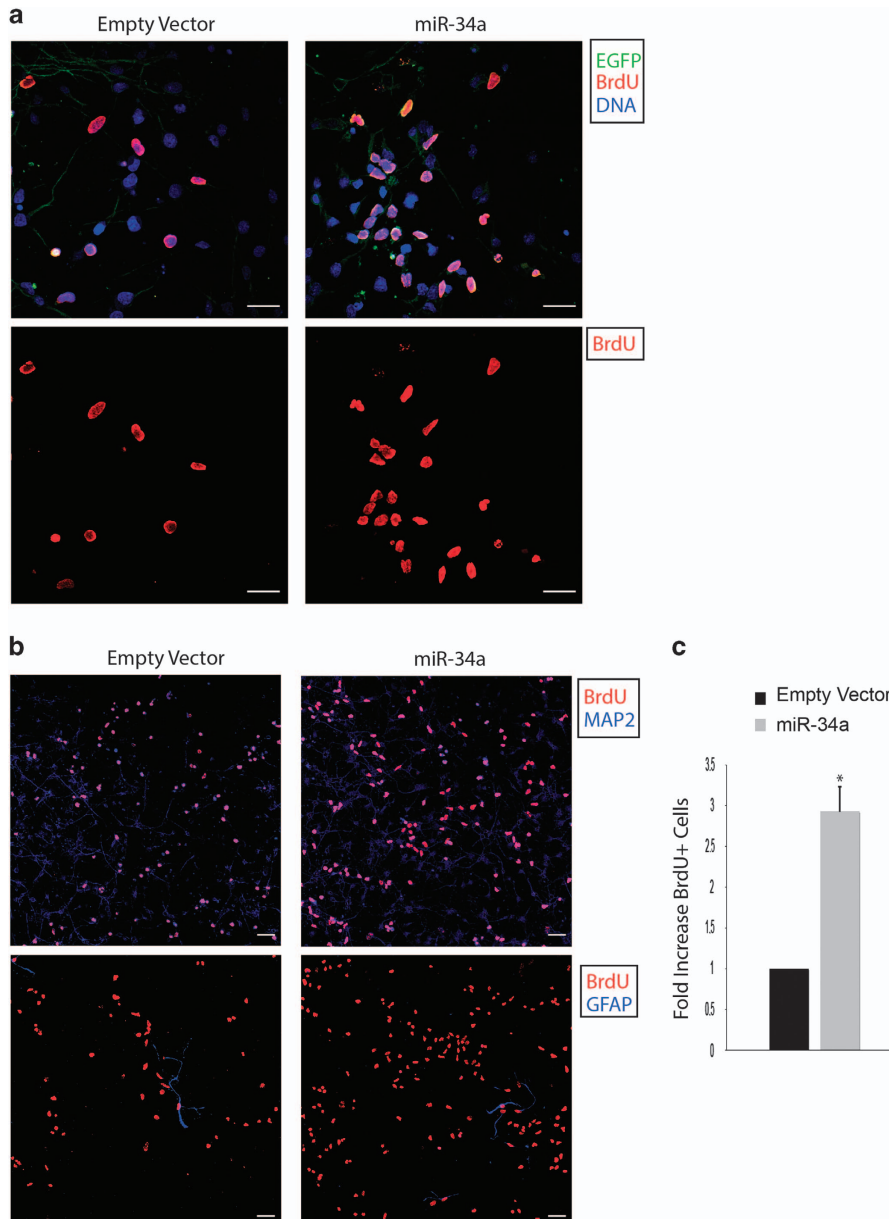 a
Empty Vector
miR-34a
EGFP
BrdU
DNA
BrdU
b
Empty Vector
miR-34a
BrdU
MAP2
BrdU
GFAP
c
Empty Vector
miR-34a
Fold Increase BrdU+ Cells
3.5
3
2.5
2
1.5
1
0.5
0
*